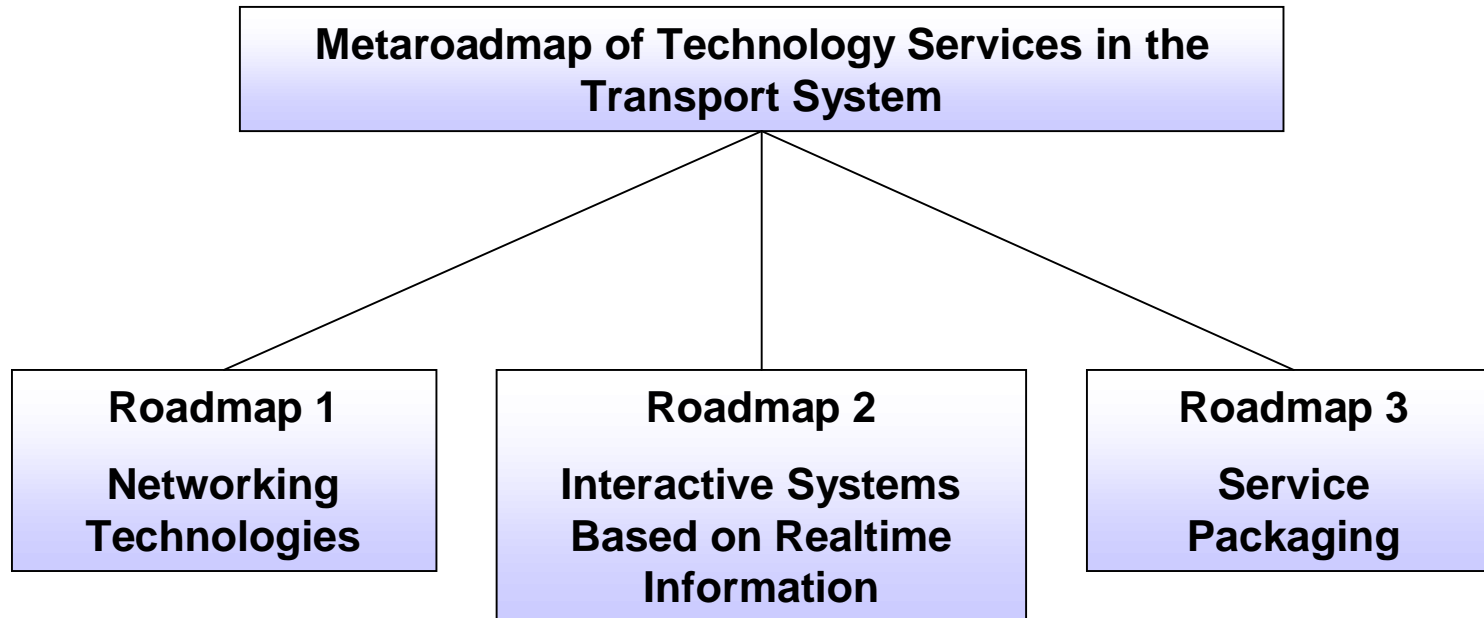 Metaroadmap of Technology Services in the
Transport System
Roadmap 1
Networking
Technologies
Roadmap 2
Interactive Systems
Based on Realtime
Information
Roadmap 3
Service
Packaging